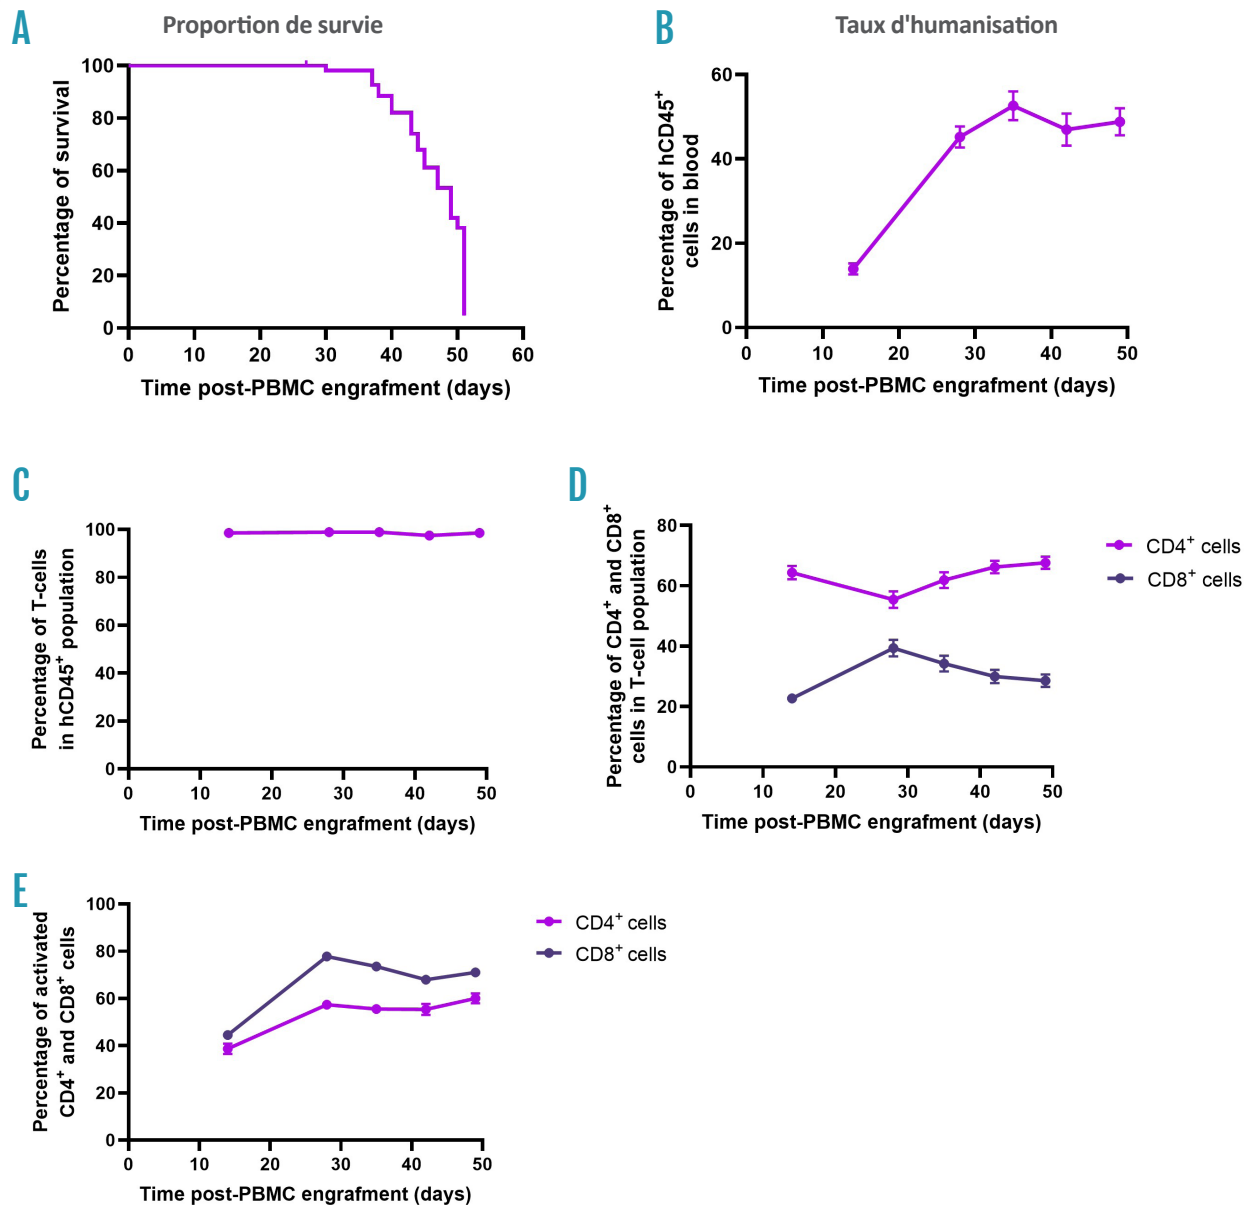 A
Proportion de survie
Percentage of survival
100
80
60
40
20
0
0 10 20 30 40 50 60
Time post-PBMC engrafment (days)
B
Taux d'humanisation
Percentage of hCD45⁺
cells in blood
60
40
20
0
0 10 20 30 40 50
Time post-PBMC engrafment (days)
C
Percentage of T-cells
in hCD45⁺ population
100
80
60
40
20
0
0 10 20 30 40 50
Time post-PBMC engrafment (days)
D
Percentage of CD4⁺ and CD8⁺
cells in T-cell population
80
60
40
20
0
0 10 20 30 40 50
Time post-PBMC engrafment (days)
CD4⁺ cells
CD8⁺ cells
E
Percentage of activated
CD4⁺ and CD8⁺ cells
100
80
60
40
20
0
0 10 20 30 40 50
Time post-PBMC engrafment (days)
CD4⁺ cells
CD8⁺ cells